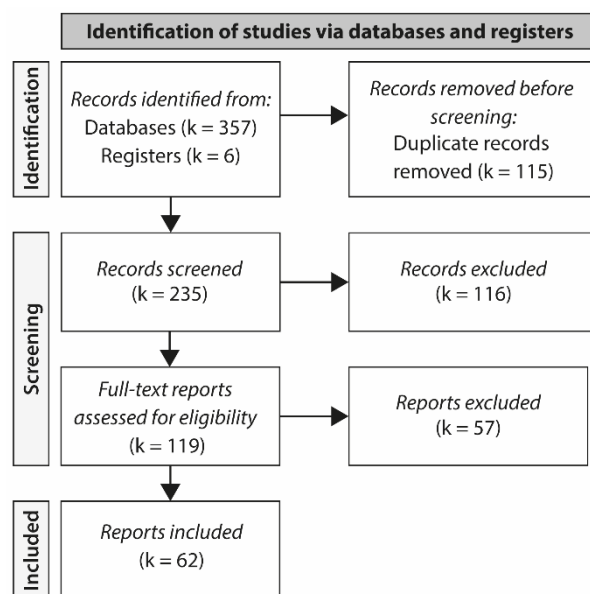 Identification of studies via databases and registers
Identification
Records identified from:
Databases (k = 357)
Registers (k = 6)
Records removed before
screening:
Duplicate records
removed (k = 115)
Screening
Records screened
(k = 235)
Records excluded
(k = 116)
Full-text reports
assessed for eligibility
(k = 119)
Reports excluded
(k = 57)
Included
Reports included
(k = 62)